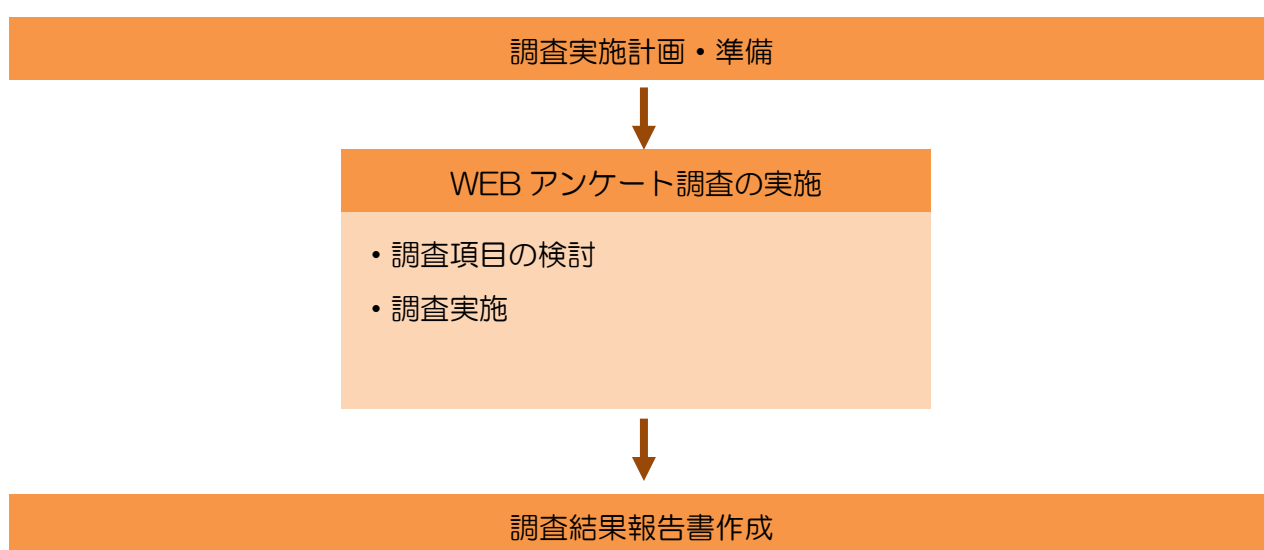 調査実施計画・準備
WEB アンケート調査の実施
・調査項目の検討
・調査実施
調査結果報告書作成